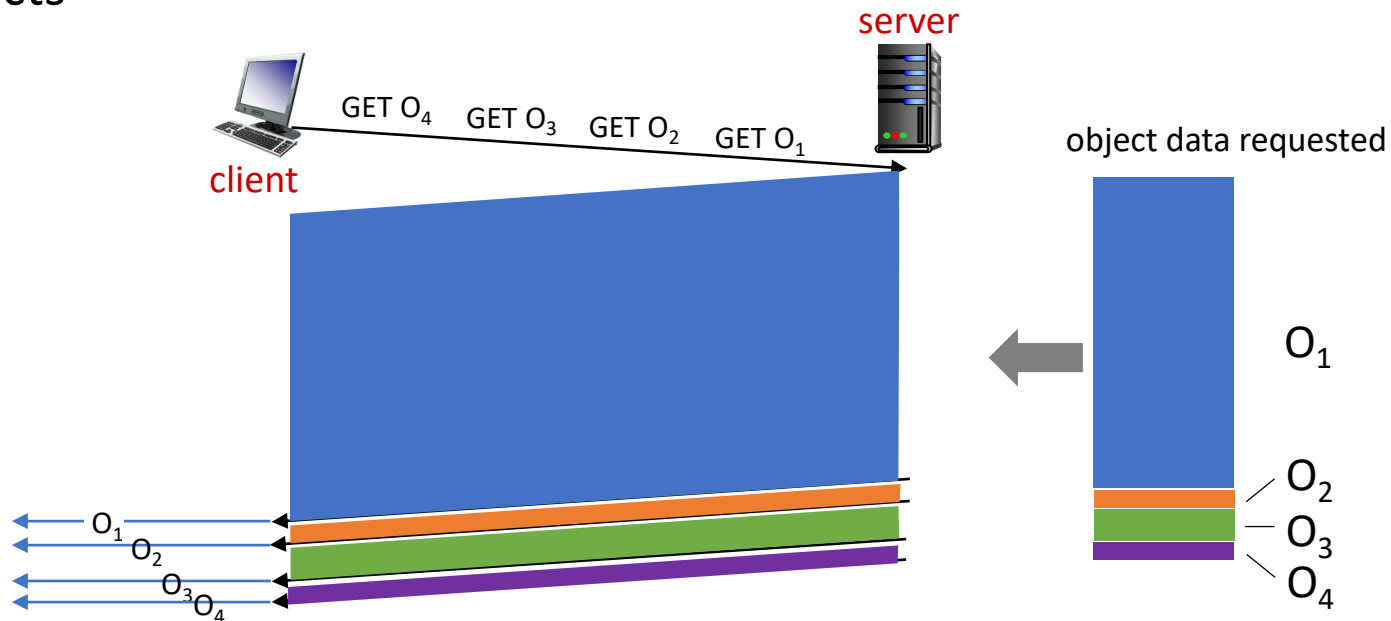 server
GET O₄ GET O₃ GET O₂ GET O₁
object data requested
client
O₁
O₂
O₃
O₄
O₁
O₂
O₃
O₄